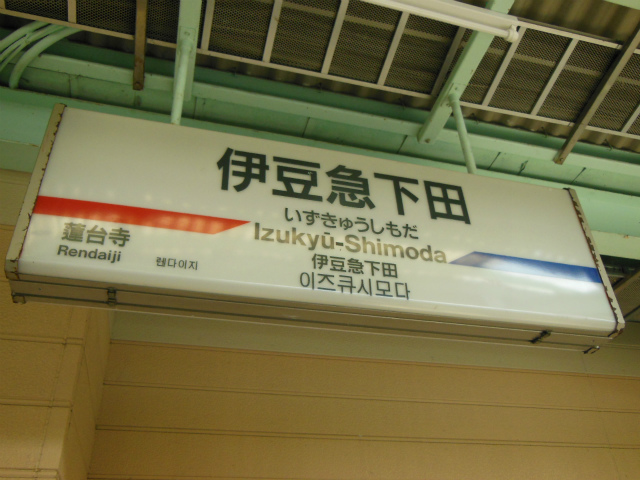 伊豆急下田
いずきゅうしもだ
Izukyū-Shimoda
伊豆急下田
이즈큐시모다
蓮台寺
Rendaiji
렌다이지